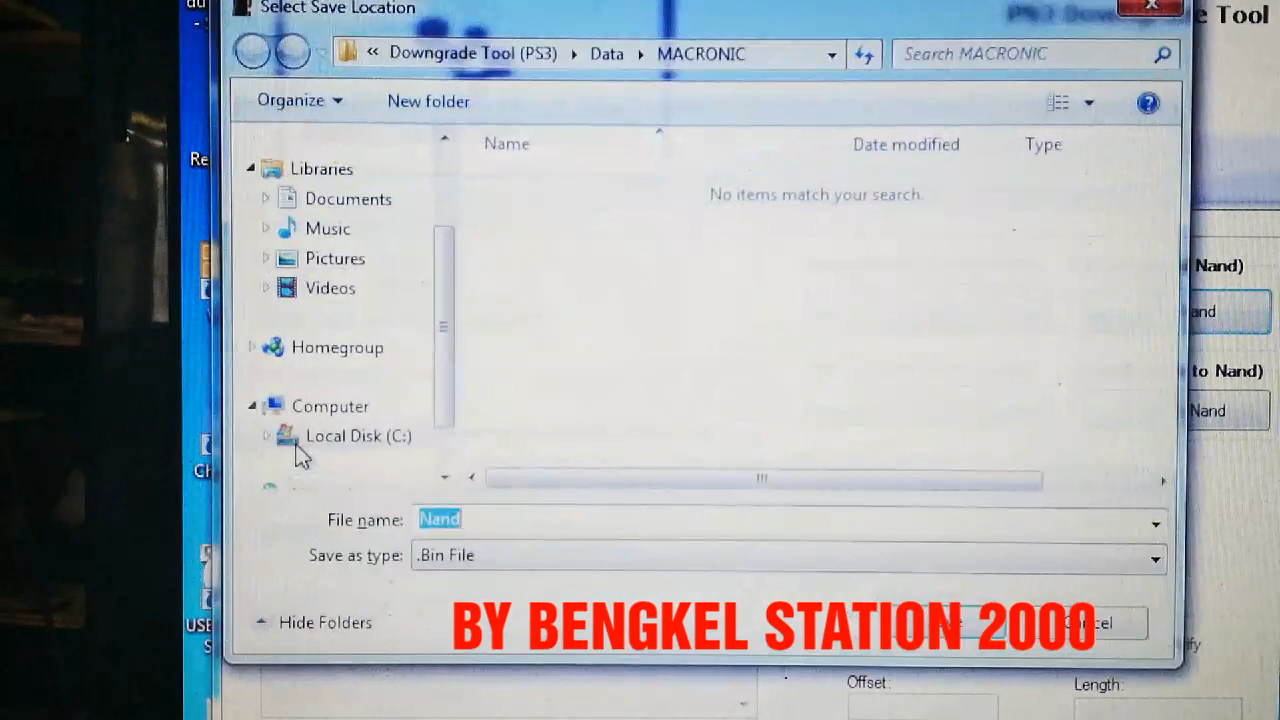 Select Save Location
e Tool
« Downgrade Tool (PS3) Data MACRONIC
Search MACRONIC
Organize
New folder
Name
Date modified
Type
Libraries
No items match your search.
Documents
Music
Pictures
Videos
Homegroup
Computer
Local Disk (C:)
Nand)
to Nand)
Nand
File name: Nand
Save as type: .Bin File
Hide Folders
BY BENGKEL STATION 2000
Offset:
Length:
USB